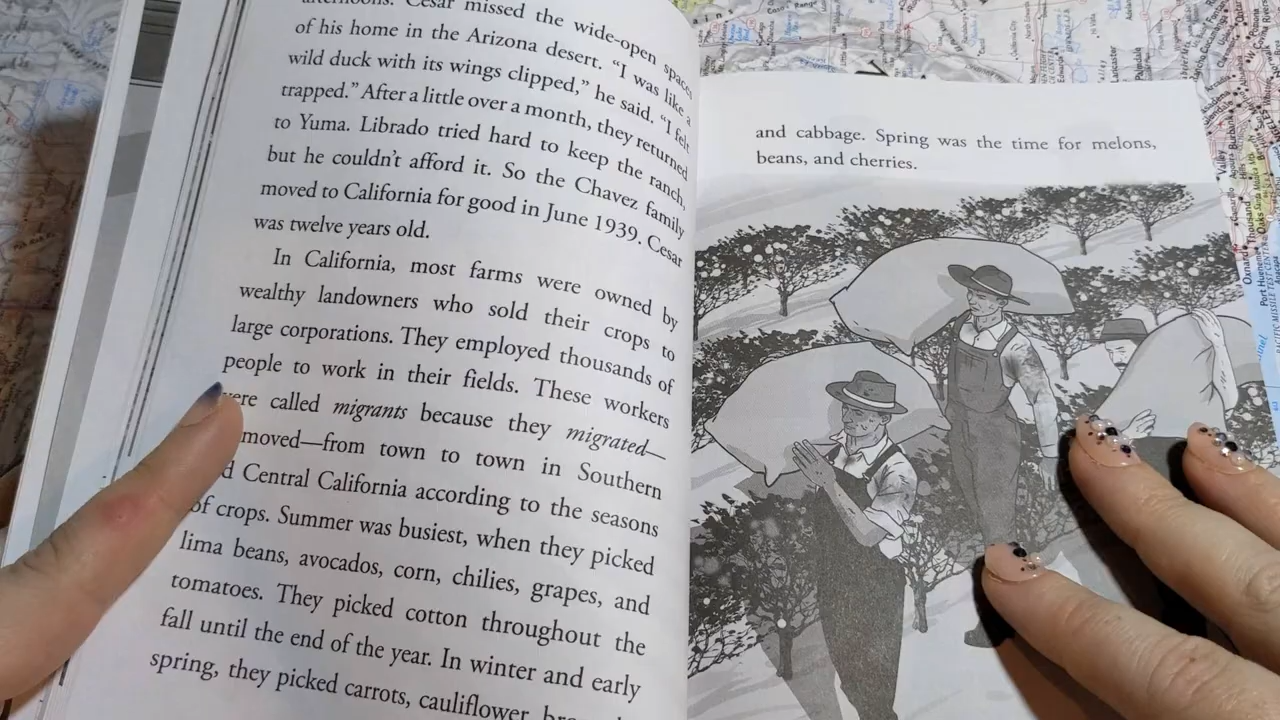 afternoons. Cesar missed the wide-open spaces
of his home in the Arizona desert. “I was like a
wild duck with its wings clipped,” he said. “I felt
trapped.” After a little over a month, they returned
to Yuma. Librado tried hard to keep the ranch,
but he couldn’t afford it. So the Chavez family
moved to California for good in June 1939. Cesar
was twelve years old.
In California, most farms were owned by
wealthy landowners who sold their crops to
large corporations. They employed thousands of
people to work in their fields. These workers
were called migrants because they migrated—
moved—from town to town in Southern
Central California according to the seasons
of crops. Summer was busiest, when they picked
lima beans, avocados, corn, chilies, grapes, and
tomatoes. They picked cotton throughout the
fall until the end of the year. In winter and early
spring, they picked carrots, cauliflower,
and cabbage. Spring was the time for melons,
beans, and cherries.
Oxnard
Port Hueneme